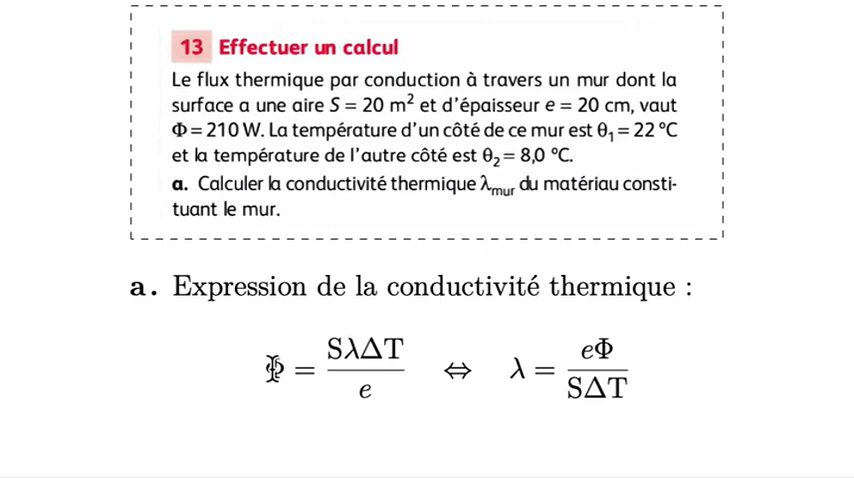 13 Effectuer un calcul
Le flux thermique par conduction à travers un mur dont la
surface a une aire S = 20 m² et d'épaisseur e = 20 cm, vaut
Φ = 210 W. La température d'un côté de ce mur est θ₁ = 22 °C
et la température de l'autre côté est θ₂ = 8,0 °C.
a. Calculer la conductivité thermique λmur du matériau consti-
tuant le mur.
a. Expression de la conductivité thermique :
Φ = SλΔT / e ⇔ λ = eΦ / SΔT